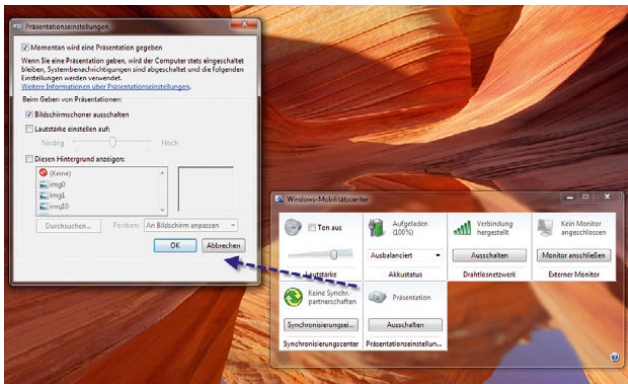 Präsentationseinstellungen
Momentan wird eine Präsentation gegeben
Wenn Sie eine Präsentation geben, wird der Computer stets eingeschaltet
bleiben, Systembenachrichtigungen sind abgeschaltet und die folgenden
Einstellungen werden verwendet.
Weitere Informationen über Präsentationseinstellungen.
Beim Geben von Präsentationen:
Bildschirmschoner ausschalten
Lautstärke einstellen auf:
Niedrig Hoch
Diesen Hintergrund anzeigen:
(Keine)
img0
img1
img10
Durchsuchen... Position: An Bildschirm anpassen
OK Abbrechen
Windows-Mobilitätscenter
Ton aus
Lautstärke
Aufgeladen
(100%)
Ausbalanciert
Akkustatus
Verbindung
hergestellt
Ausschalten
Drahtlosnetzwerk
Kein Monitor
angeschlossen
Monitor anschließen
Externer Monitor
Keine Synchr.-
partnerschaften
Synchronisierungsei...
Synchronisierungscenter
Präsentation
Ausschalten
Präsentationseinstellun...